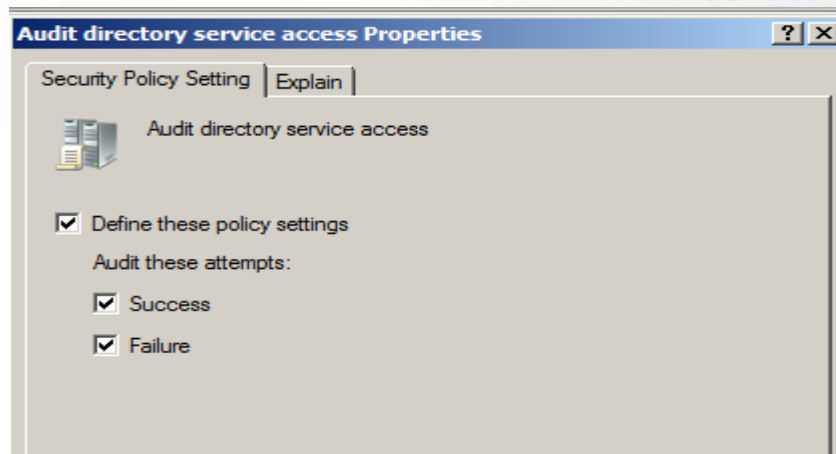 Audit directory service access Properties
? X
Security Policy Setting Explain
Audit directory service access
Define these policy settings
Audit these attempts:
Success
Failure